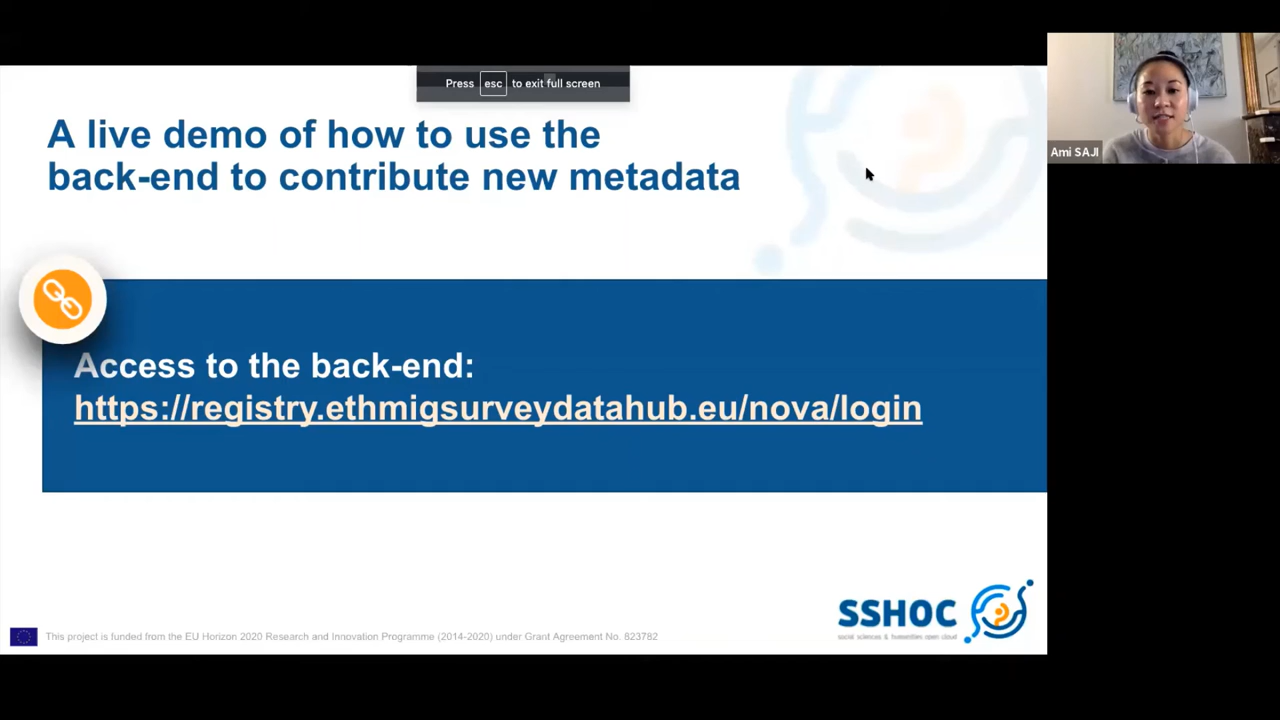 Press esc to exit full screen
A live demo of how to use the
back-end to contribute new metadata
Ami SAJI
Access to the back-end:
https://registry.ethmigsurveydatahub.eu/nova/login
SSHOC
social sciences & humanities open cloud
This project is funded from the EU Horizon 2020 Research and Innovation Programme (2014-2020) under Grant Agreement No. 823782